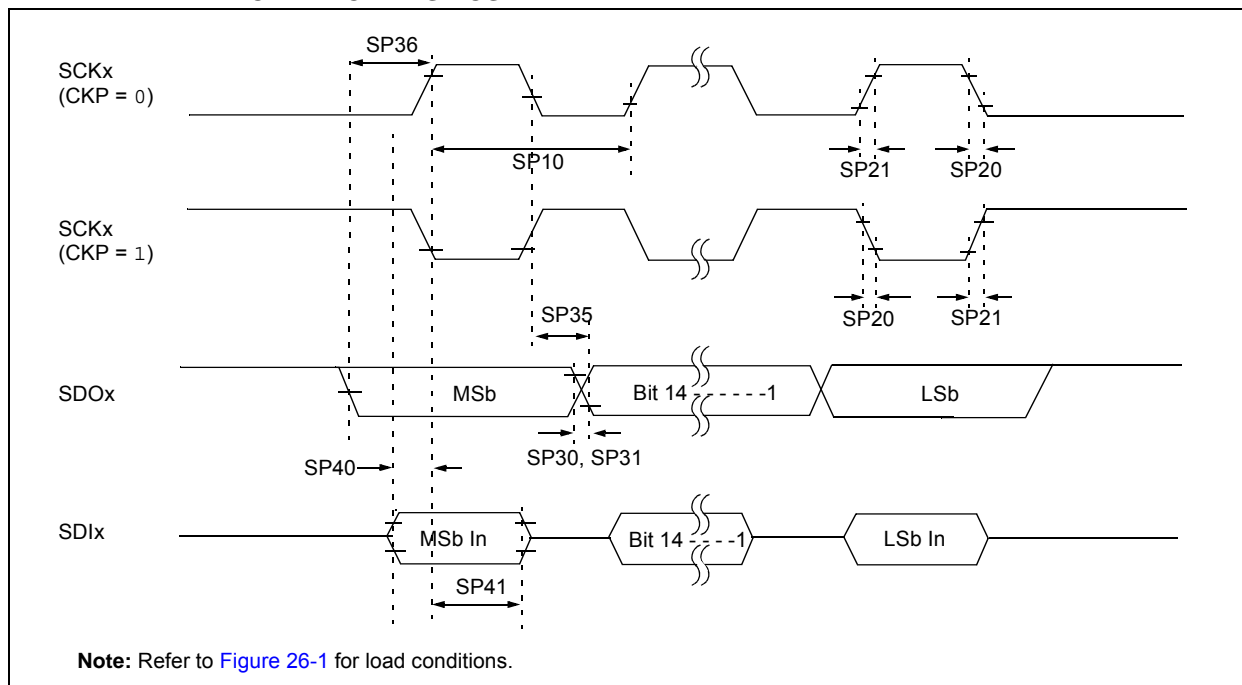 SP36
SCKx
(CKP = 0)
SP10
SP21
SP20
SCKx
(CKP = 1)
SP35
SP20
SP21
SDOx
MSb
Bit 14 - - - - - -1
LSb
SP40
SP30, SP31
SDIx
MSb In
Bit 14 - - - - -1
LSb In
SP41
Note: Refer to Figure 26-1 for load conditions.